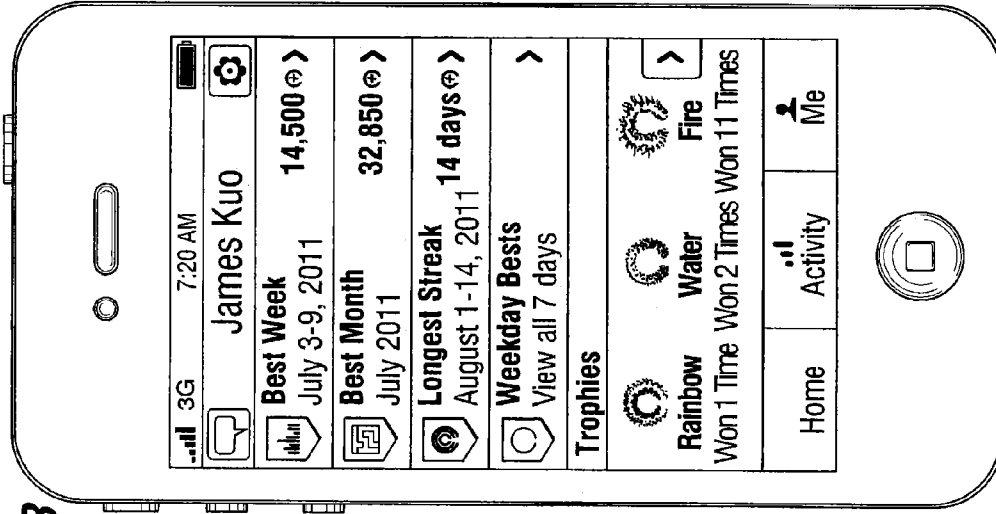 3G 7:20 AM
James Kuo
Best Week
July 3-9, 2011 14,500
Best Month
July 2011 32,850
Longest Streak
August 1-14, 2011 14 days
Weekday Bests
View all 7 days
Trophies
Rainbow Water Fire
Won 1 Time Won 2 Times Won 11 Times
Home Activity Me